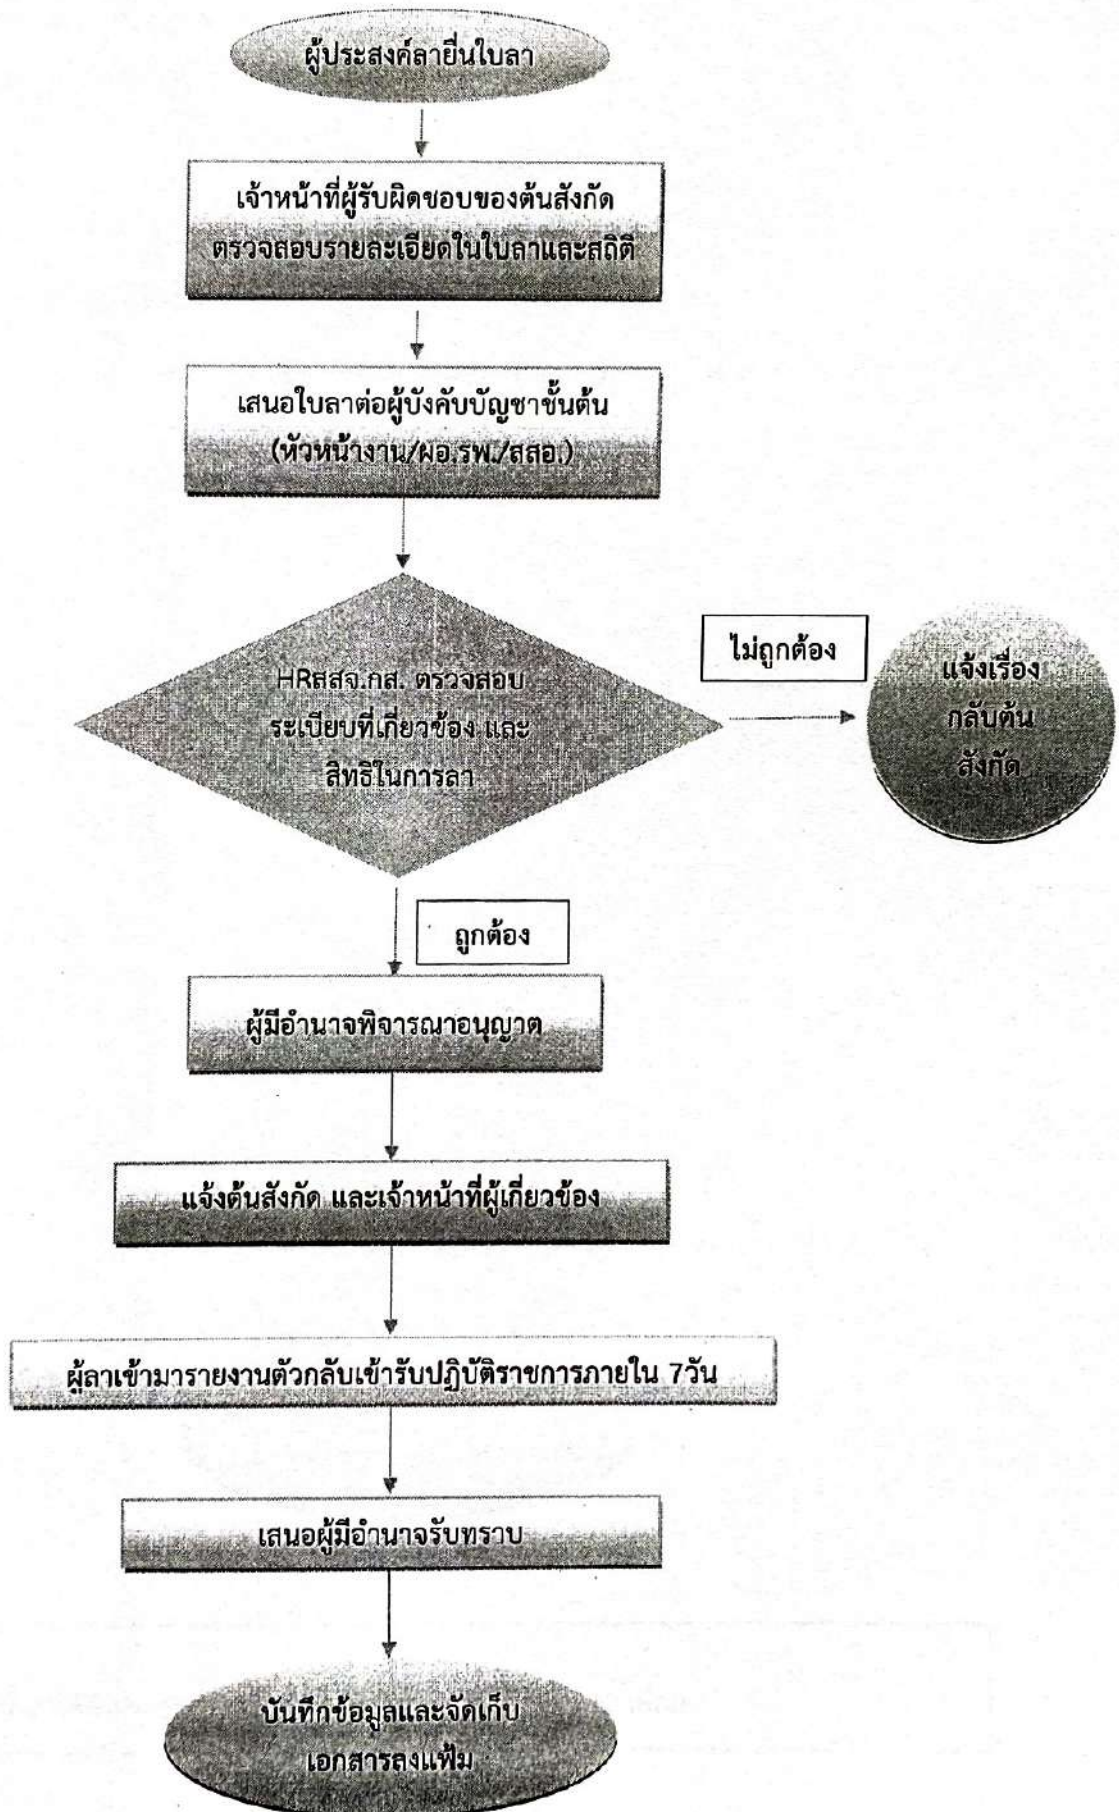 ผู้ประสงค์ลายื่นใบลา
เจ้าหน้าที่ผู้รับผิดชอบของต้นสังกัด
ตรวจสอบรายละเอียดในใบลาและสถิติ
เสนอใบลาต่อผู้บังคับบัญชาชั้นต้น
(หัวหน้างาน/ผอ.รพ./สสอ.)
HRสสจ.กส. ตรวจสอบ
ระเบียบที่เกี่ยวข้อง และ
สิทธิในการลา
ไม่ถูกต้อง
แจ้งเรื่อง
กลับต้น
สังกัด
ถูกต้อง
ผู้มีอำนาจพิจารณาอนุญาต
แจ้งต้นสังกัด และเจ้าหน้าที่ผู้เกี่ยวข้อง
ผู้ลาเข้ามารายงานตัวกลับเข้ารับปฏิบัติราชการภายใน 7วัน
เสนอผู้มีอำนาจรับทราบ
บันทึกข้อมูลและจัดเก็บ
เอกสารลงแฟ้ม